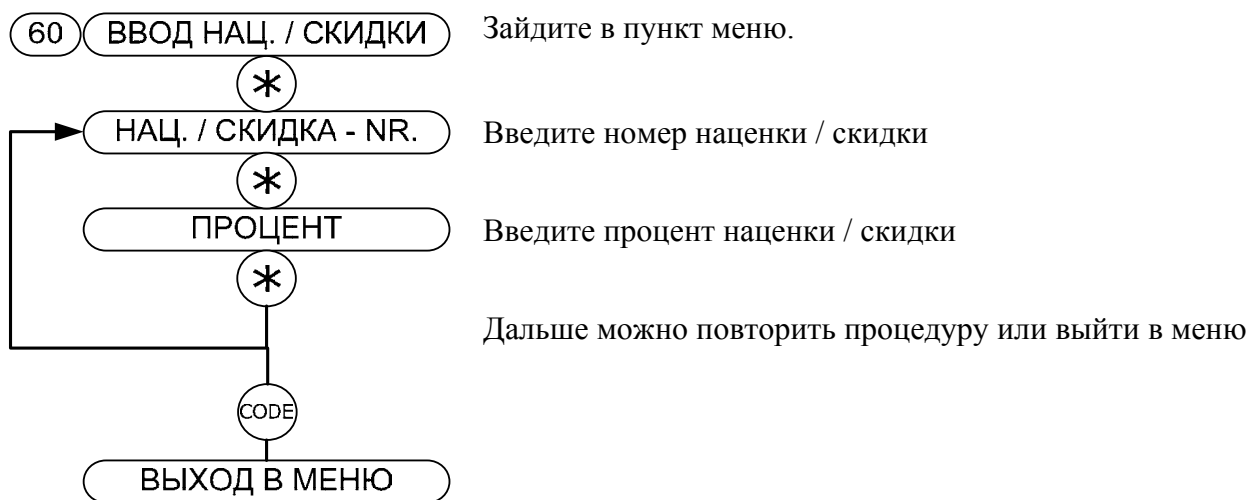 60 ВВОД НАЦ. / СКИДКИ Зайдите в пункт меню.
*
НАЦ. / СКИДКА - NR. Введите номер наценки / скидки
*
ПРОЦЕНТ Введите процент наценки / скидки
*
Дальше можно повторить процедуру или выйти в меню
CODE
ВЫХОД В МЕНЮ